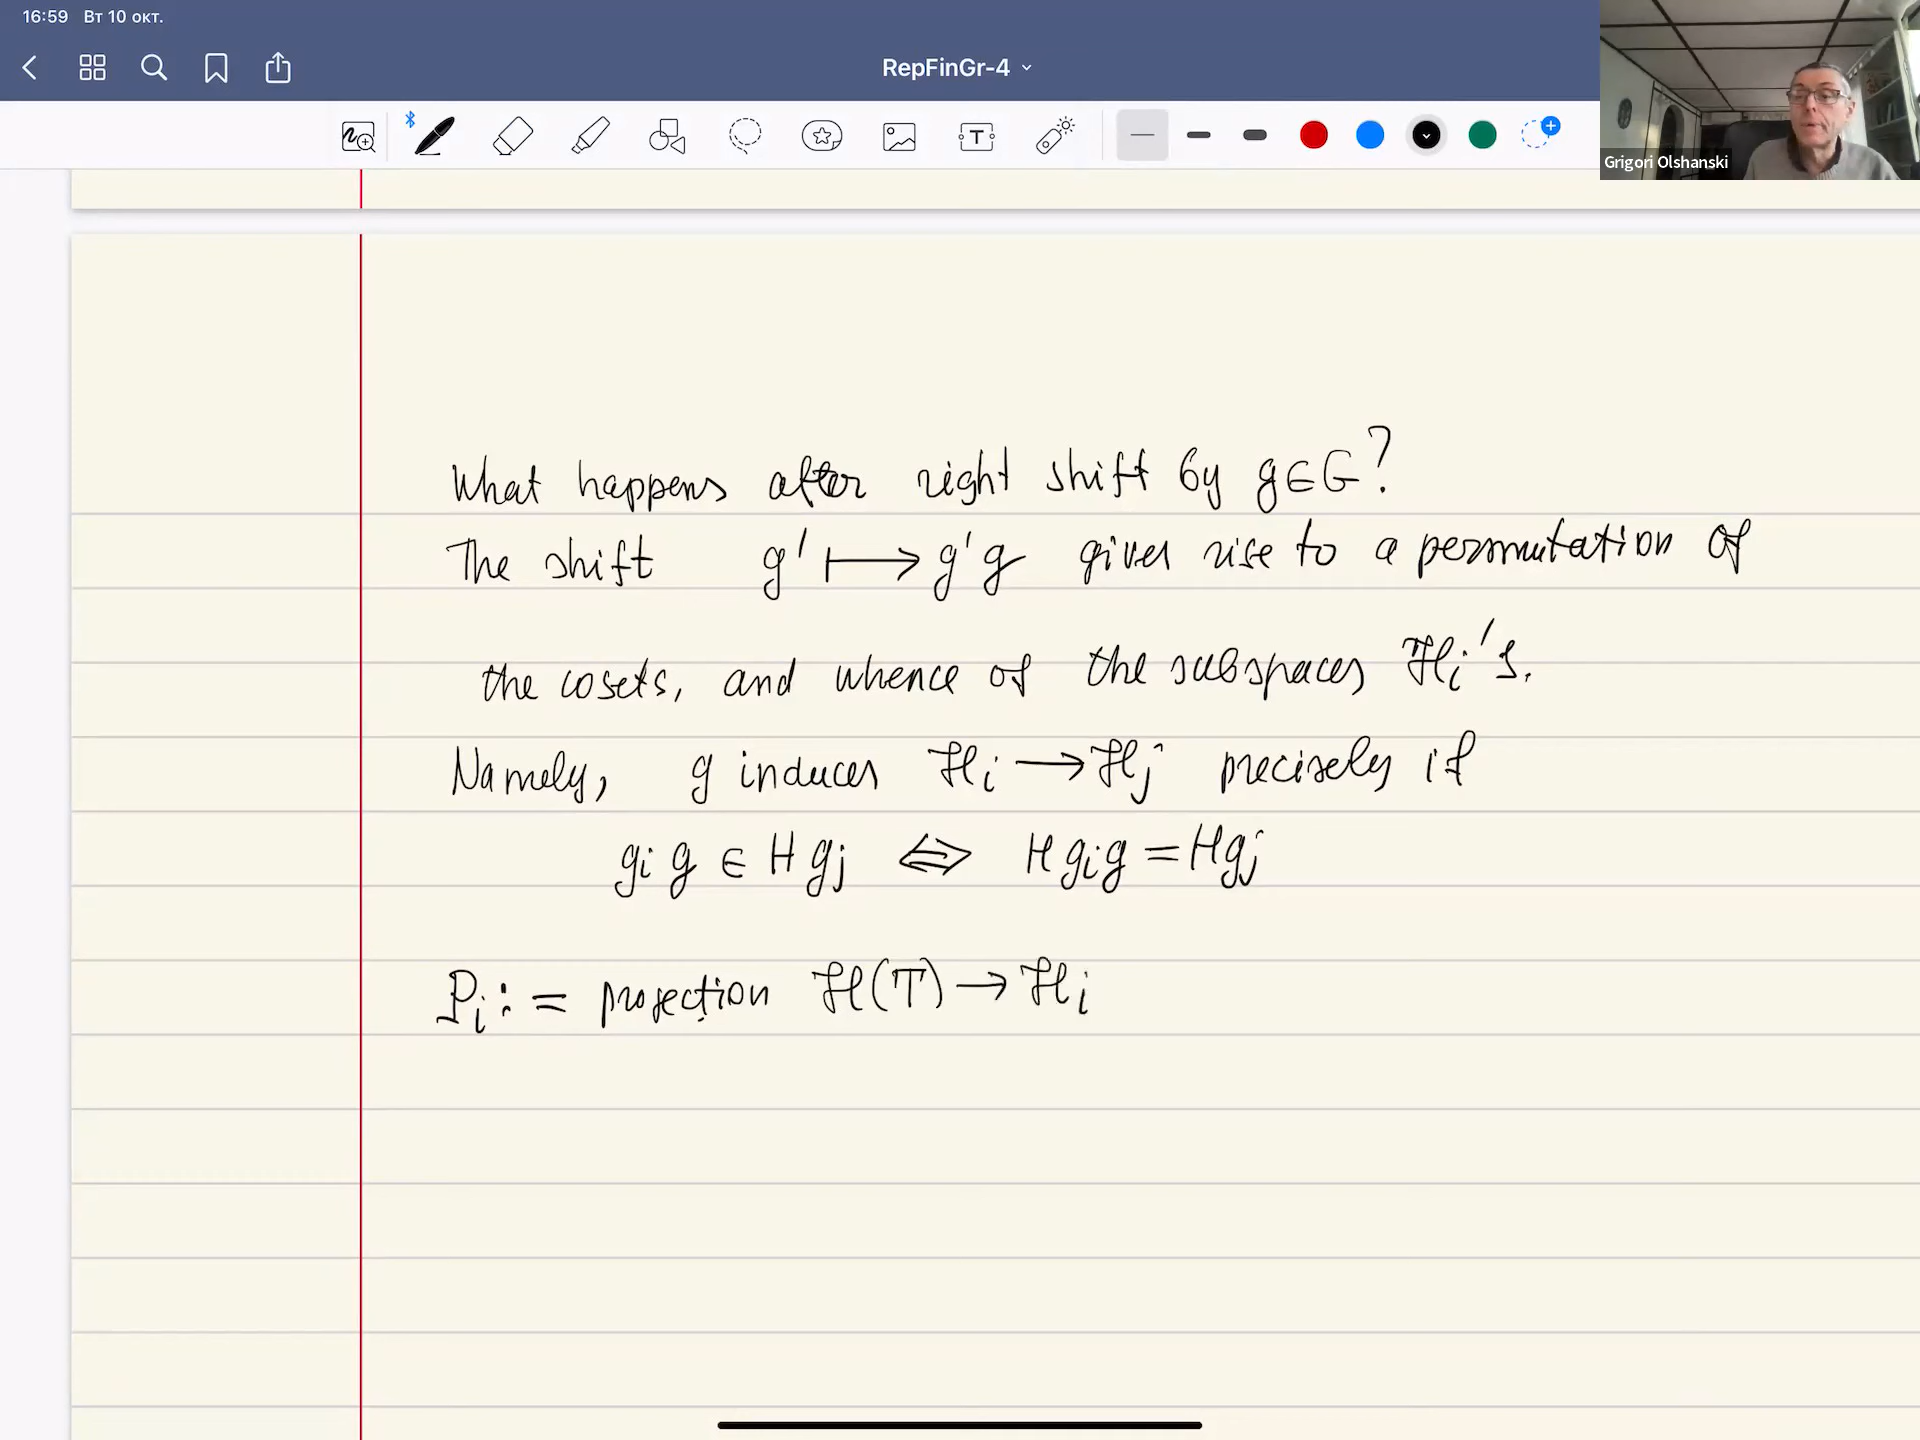 16:59 Вт 10 окт.
RepFinGr-4
Grigori Olshanski
What happens after right shift by g∈G?
The shift g' ⟼ g'g gives rise to a permutation of
the cosets, and whence of the subspaces ℋi's.
Namely, g induces ℋi → ℋj precisely if
gi g ∈ H gj ⇔ H gi g = H gj
Pi := projection ℋ(T) → ℋi